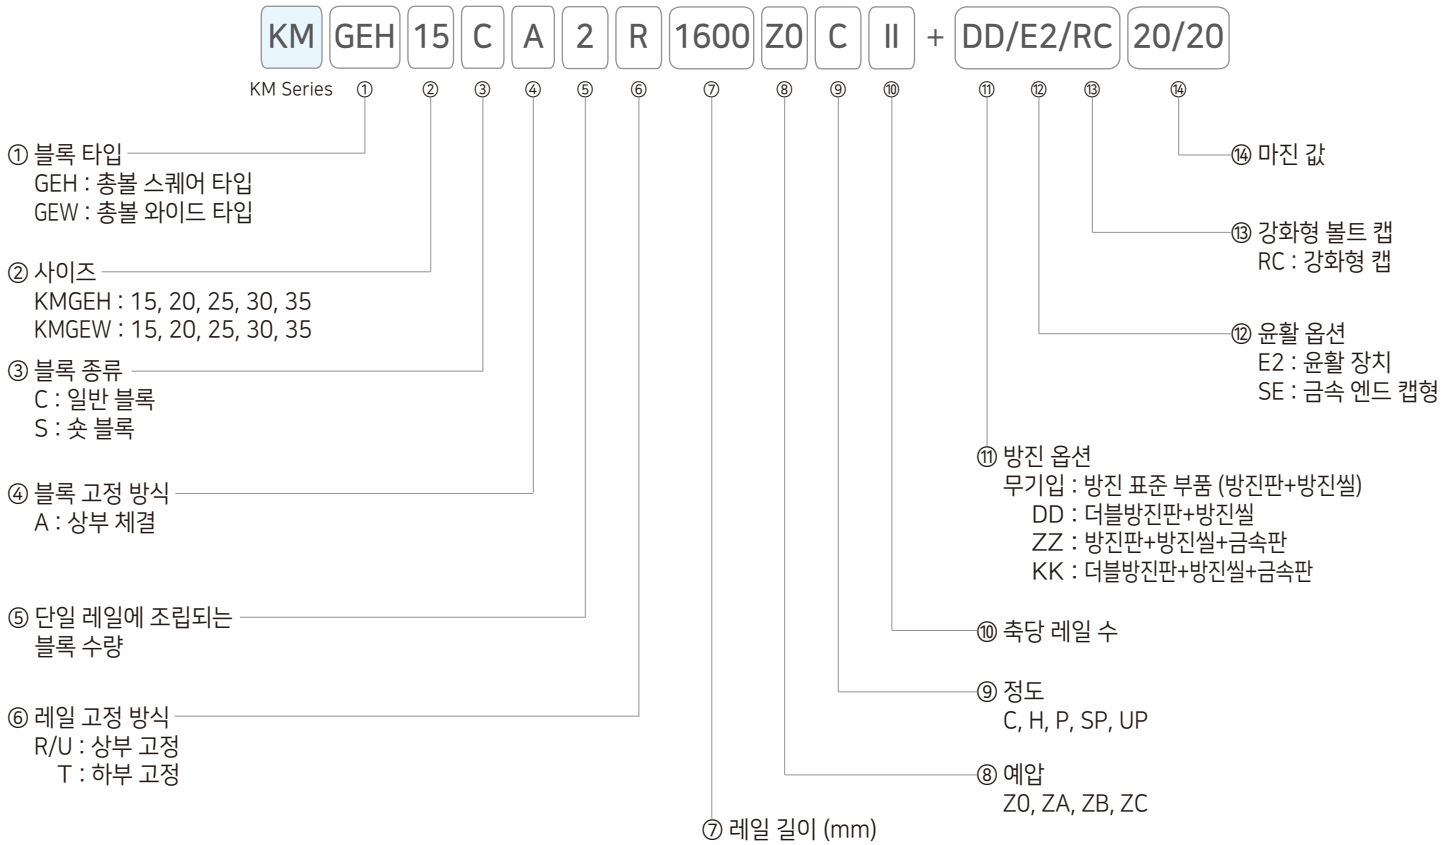 KM GEH 15 C A 2 R 1600 Z0 C II + DD/E2/RC 20/20
KM Series ① ② ③ ④ ⑤ ⑥ ⑦ ⑧ ⑨ ⑩ ⑪ ⑫ ⑬ ⑭
① 블록 타입
GEH : 총볼 스퀘어 타입
GEW : 총볼 와이드 타입
② 사이즈
KMGEH : 15, 20, 25, 30, 35
KMGEW : 15, 20, 25, 30, 35
③ 블록 종류
C : 일반 블록
S : 숏 블록
④ 블록 고정 방식
A : 상부 체결
⑤ 단일 레일에 조립되는
블록 수량
⑥ 레일 고정 방식
R/U : 상부 고정
T : 하부 고정
⑦ 레일 길이 (mm)
⑧ 예압
Z0, ZA, ZB, ZC
⑨ 정도
C, H, P, SP, UP
⑩ 축당 레일 수
⑪ 방진 옵션
무기입 : 방진 표준 부품 (방진판+방진씰)
DD : 더블방진판+방진씰
ZZ : 방진판+방진씰+금속판
KK : 더블방진판+방진씰+금속판
⑫ 윤활 옵션
E2 : 윤활 장치
SE : 금속 엔드 캡형
⑬ 강화형 볼트 캡
RC : 강화형 캡
⑭ 마진 값